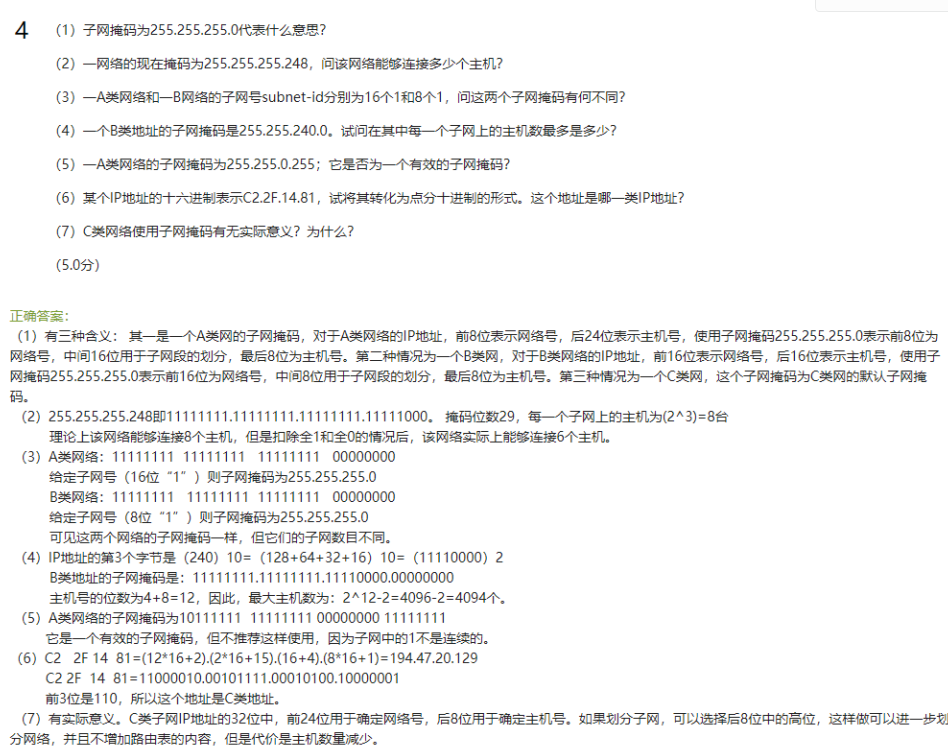 4 （1）子网掩码为255.255.255.0代表什么意思？
（2）一网络的现在掩码为255.255.255.248，问该网络能够连接多少个主机？
（3）一A类网络和一B网络的子网号subnet-id分别为16个1和8个1，问这两个子网掩码有何不同？
（4）一个B类地址的子网掩码是255.255.240.0。试问在其中每一个子网上的主机数最多是多少？
（5）一A类网络的子网掩码为255.255.0.255；它是否为一个有效的子网掩码？
（6）某个IP地址的十六进制表示C2.2F.14.81，试将其转化为点分十进制的形式。这个地址是哪一类IP地址？
（7）C类网络使用子网掩码有无实际意义？为什么？
（5.0分）
正确答案：
（1）有三种含义： 其一是一个A类网的子网掩码，对于A类网络的IP地址，前8位表示网络号，后24位表示主机号，使用子网掩码255.255.255.0表示前8位为
网络号，中间16位用于子网段的划分，最后8位为主机号。第二种情况为一个B类网，对于B类网络的IP地址，前16位表示网络号，后16位表示主机号，使用子
网掩码255.255.255.0表示前16位为网络号，中间8位用于子网段的划分，最后8位为主机号。第三种情况为一个C类网，这个子网掩码为C类网的默认子网掩
码。
（2）255.255.255.248即11111111.11111111.11111111.11111000。 掩码位数29，每一个子网上的主机为(2^3)=8台
理论上该网络能够连接8个主机，但是扣除全1和全0的情况后，该网络实际上能够连接6个主机。
（3）A类网络：11111111 11111111 11111111 00000000
给定子网号（16位“1”）则子网掩码为255.255.255.0
B类网络：11111111 11111111 11111111 00000000
给定子网号（8位“1”）则子网掩码为255.255.255.0
可见这两个网络的子网掩码一样，但它们的子网数目不同。
（4）IP地址的第3个字节是（240）10=（128+64+32+16）10=（11110000）2
B类地址的子网掩码是：11111111.11111111.11110000.00000000
主机号的位数为4+8=12，因此，最大主机数为：2^12-2=4096-2=4094个。
（5）A类网络的子网掩码为10111111 11111111 00000000 11111111
它是一个有效的子网掩码，但不推荐这样使用，因为子网中的1不是连续的。
（6）C2 2F 14 81=(12*16+2).(2*16+15).(16+4).(8*16+1)=194.47.20.129
C2 2F 14 81=11000010.00101111.00010100.10000001
前3位是110，所以这个地址是C类地址。
（7）有实际意义。C类子网IP地址的32位中，前24位用于确定网络号，后8位用于确定主机号。如果划分子网，可以选择后8位中的高位，这样做可以进一步划
分网络，并且不增加路由表的内容，但是代价是主机数量减少。